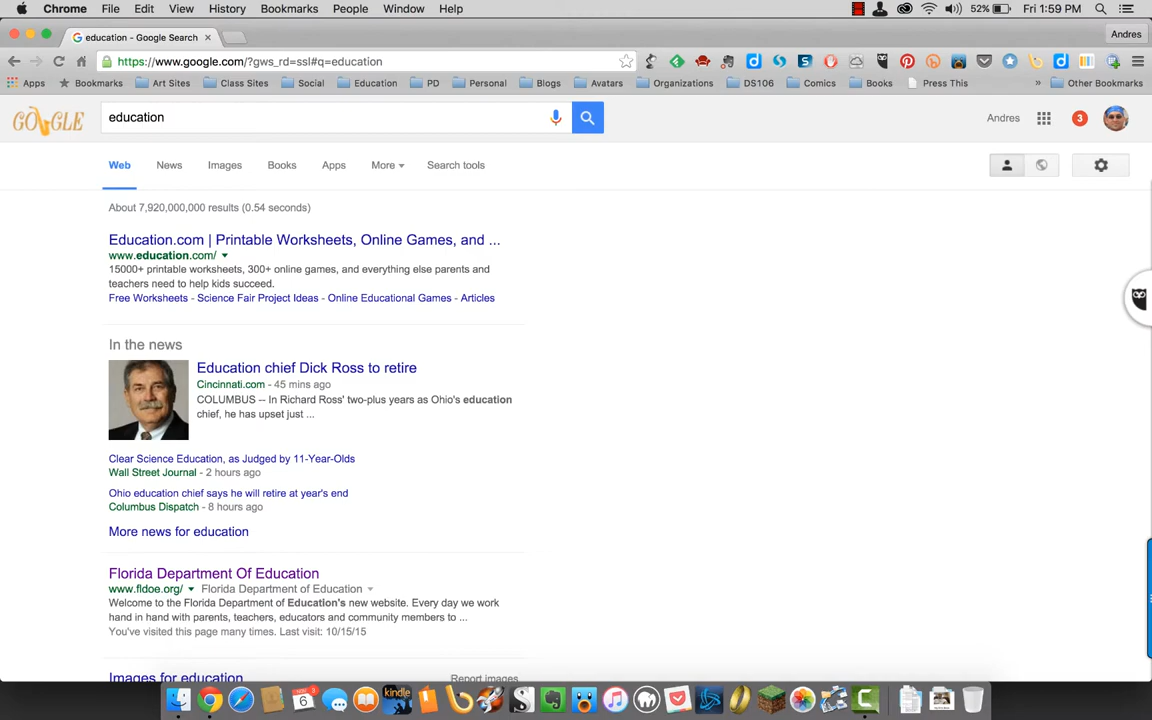 Chrome File Edit View History Bookmarks People Window Help 52% Fri 1:59 PM
education - Google Search Andres
https://www.google.com/?gws_rd=ssl#q=education
Apps Bookmarks Art Sites Class Sites Social Education PD Personal Blogs Avatars Organizations DS106 Comics Books Press This » Other Bookmarks
GOOGLE education Andres 3
Web News Images Books Apps More Search tools
About 7,920,000,000 results (0.54 seconds)
Education.com | Printable Worksheets, Online Games, and ...
www.education.com/
15000+ printable worksheets, 300+ online games, and everything else parents and
teachers need to help kids succeed.
Free Worksheets - Science Fair Project Ideas - Online Educational Games - Articles
In the news
Education chief Dick Ross to retire
Cincinnati.com - 45 mins ago
COLUMBUS -- In Richard Ross' two-plus years as Ohio's education
chief, he has upset just ...
Clear Science Education, as Judged by 11-Year-Olds
Wall Street Journal - 2 hours ago
Ohio education chief says he will retire at year's end
Columbus Dispatch - 8 hours ago
More news for education
Florida Department Of Education
www.fldoe.org/ Florida Department of Education
Welcome to the Florida Department of Education's new website. Every day we work
hand in hand with parents, teachers, educators and community members to ...
You've visited this page many times. Last visit: 10/15/15
Images for education Report images
6 kindle